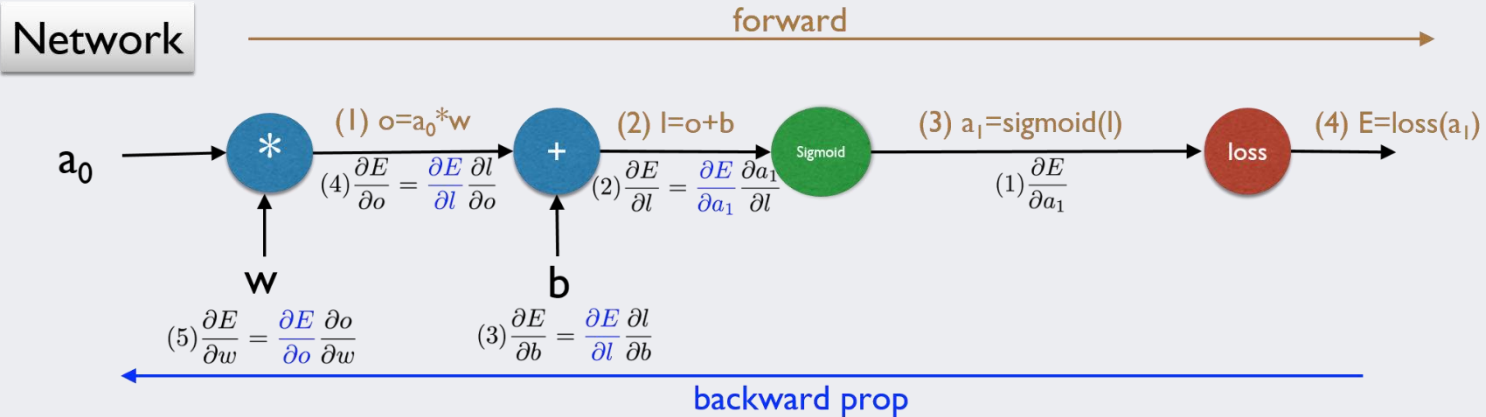 Network
forward
a₀
*
(1) o=a₀*w
+
(2) l=o+b
Sigmoid
(3) a₁=sigmoid(l)
loss
(4) E=loss(a₁)
(4) ∂E/∂o = ∂E/∂l ∂l/∂o
(2) ∂E/∂l = ∂E/∂a₁ ∂a₁/∂l
(1) ∂E/∂a₁
w
b
(5) ∂E/∂w = ∂E/∂o ∂o/∂w
(3) ∂E/∂b = ∂E/∂l ∂l/∂b
backward prop